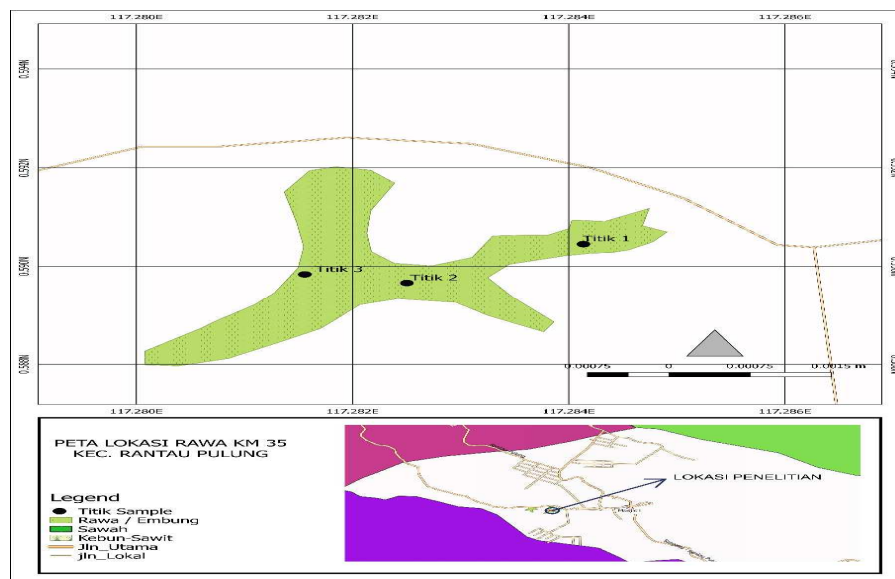 117.280E 117.282E 117.284E 117.286E
0.594N
0.592N
0.590N
0.588N
Titik 1
Titik 3
Titik 2
0.00075 0 0.00075 0.0015 m
117.280E 117.282E 117.284E 117.286E
PETA LOKASI RAWA KM 35
KEC. RANTAU PULUNG
LOKASI PENELITIAN
Legend
Titik Sample
Rawa / Embung
Sawah
Kebun-Sawit
Jln_Utama
jln_Lokal